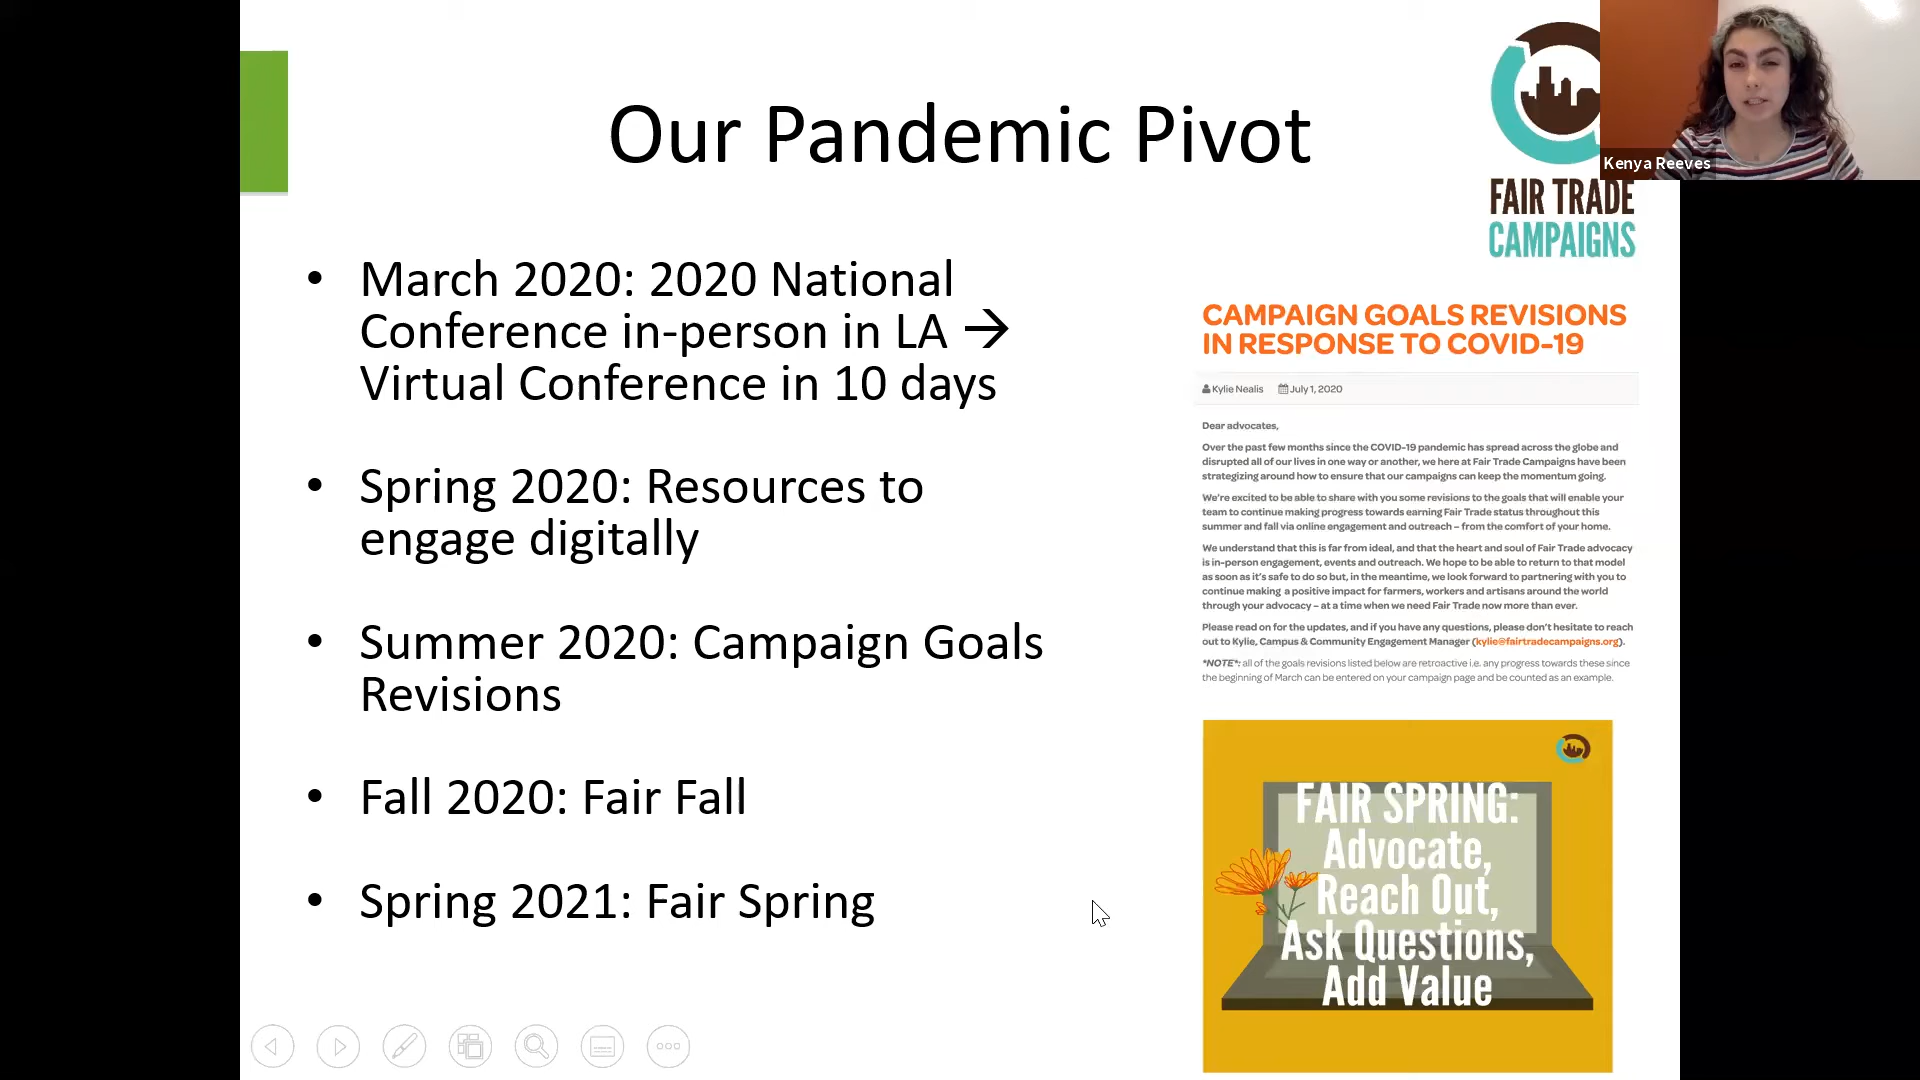 Our Pandemic Pivot
FAIR TRADE
CAMPAIGNS
Kenya Reeves
• March 2020: 2020 National
Conference in-person in LA →
Virtual Conference in 10 days
• Spring 2020: Resources to
engage digitally
• Summer 2020: Campaign Goals
Revisions
• Fall 2020: Fair Fall
• Spring 2021: Fair Spring
CAMPAIGN GOALS REVISIONS
IN RESPONSE TO COVID-19
Kylie Nealis July 1, 2020
Dear advocates,
Over the past few months since the COVID-19 pandemic has spread across the globe and
disrupted all of our lives in one way or another, we here at Fair Trade Campaigns have been
strategizing around how to ensure that our campaigns can keep the momentum going.
We're excited to be able to share with you some revisions to the goals that will enable your
team to continue making progress towards earning Fair Trade status throughout this
summer and fall via online engagement and outreach – from the comfort of your home.
We understand that this is far from ideal, and that the heart and soul of Fair Trade advocacy
is in-person engagement, events and outreach. We hope to be able to return to that model
as soon as it's safe to do so but, in the meantime, we look forward to partnering with you to
continue making a positive impact for farmers, workers and artisans around the world
through your advocacy – at a time when we need Fair Trade now more than ever.
Please read on for the updates, and if you have any questions, please don't hesitate to reach
out to Kylie, Campus & Community Engagement Manager (kylie@fairtradecampaigns.org).
*NOTE*: all of the goals revisions listed below are retroactive i.e. any progress towards these since
the beginning of March can be entered on your campaign page and be counted as an example.
FAIR SPRING:
Advocate,
Reach Out,
Ask Questions,
Add Value